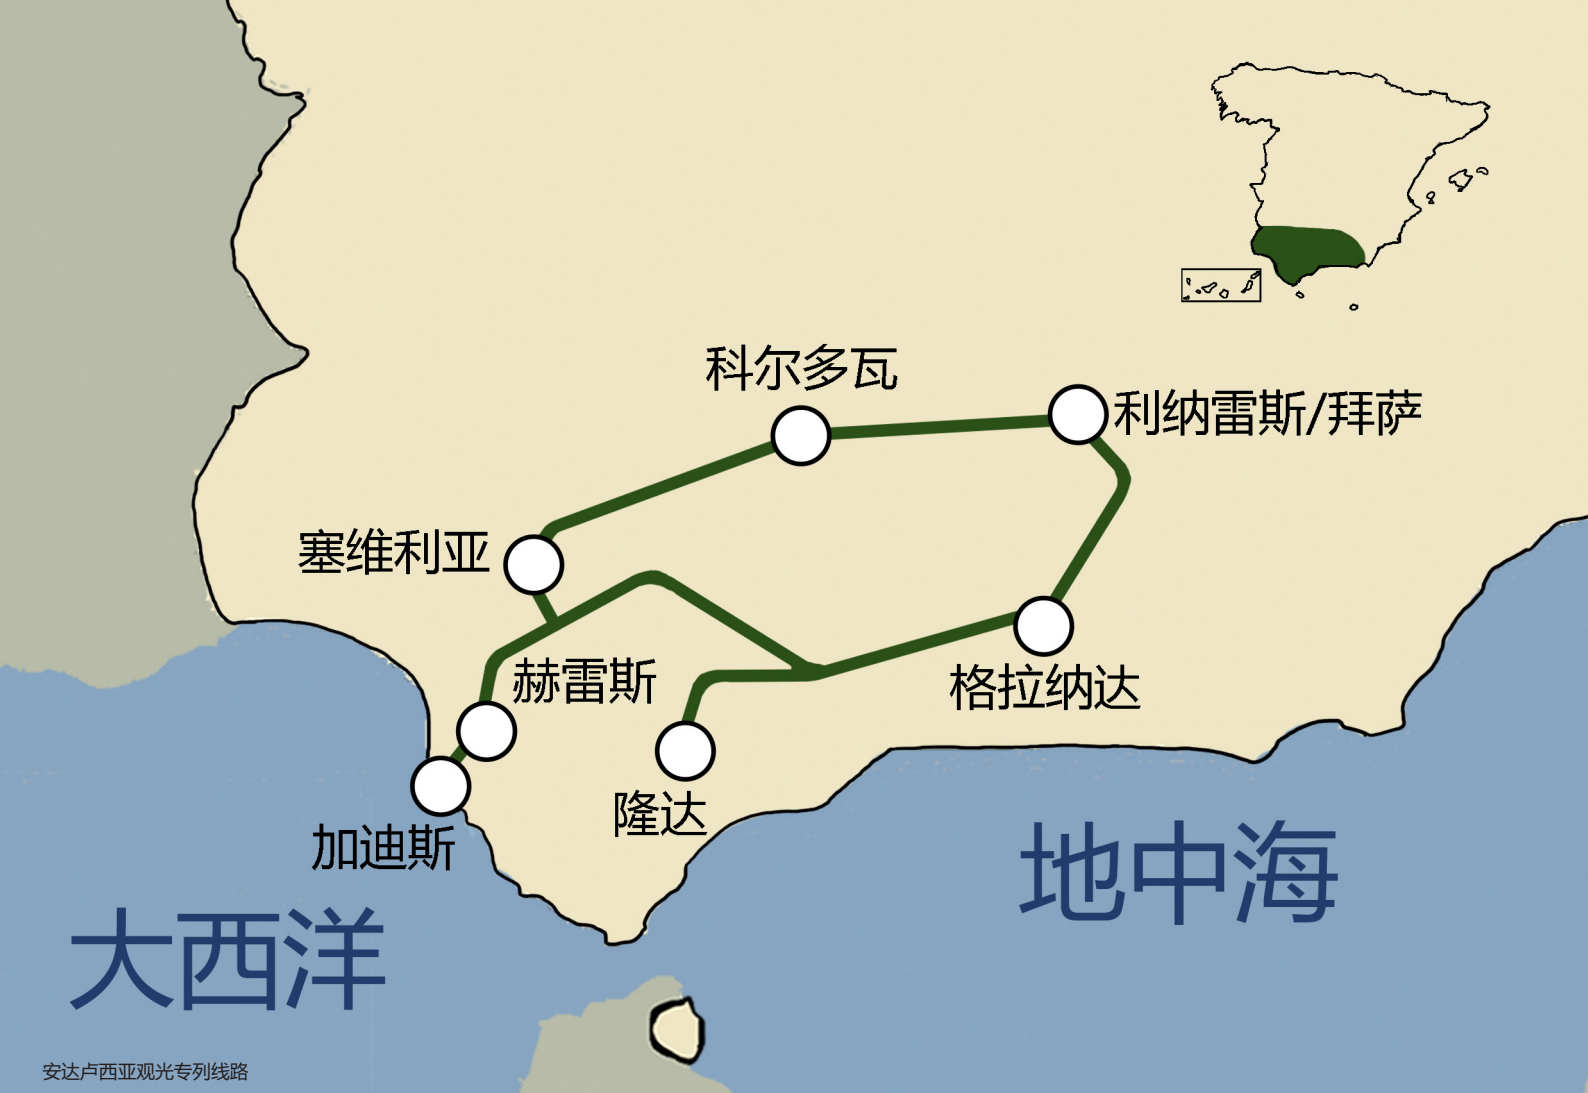 科尔多瓦
利纳雷斯/拜萨
塞维利亚
赫雷斯
格拉纳达
隆达
加迪斯
地中海
大西洋
安达卢西亚观光专列线路